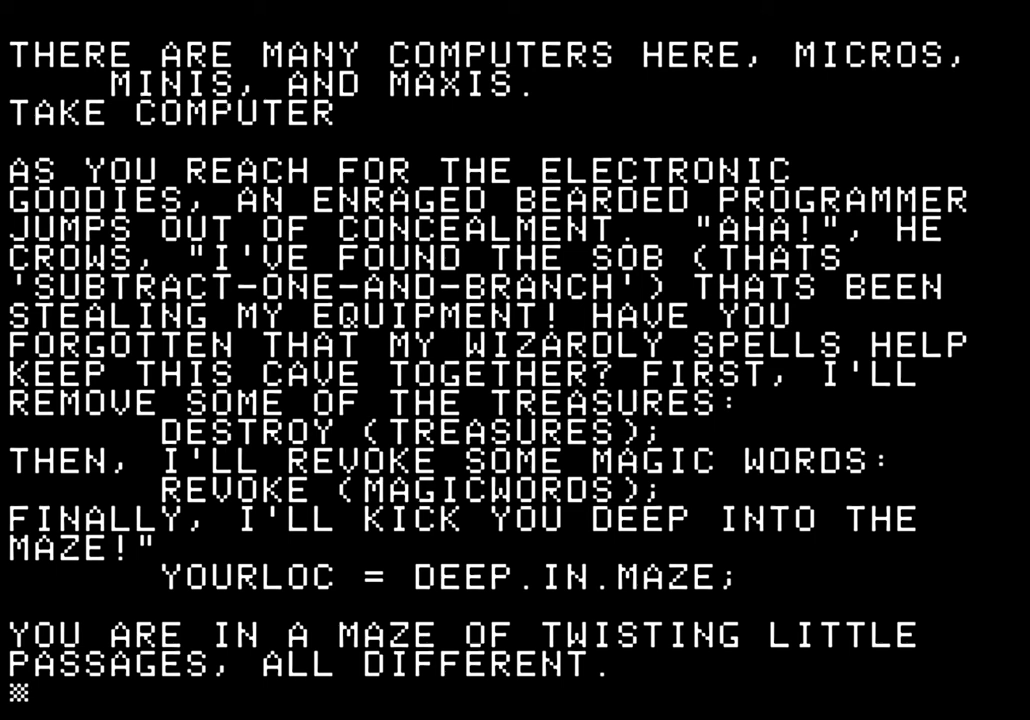 THERE ARE MANY COMPUTERS HERE, MICROS,
MINIS, AND MAXIS.
TAKE COMPUTER
AS YOU REACH FOR THE ELECTRONIC
GOODIES, AN ENRAGED BEARDED PROGRAMMER
JUMPS OUT OF CONCEALMENT.  "AHA!", HE
CROWS, "I'VE FOUND THE SOB (THATS
'SUBTRACT-ONE-AND-BRANCH') THATS BEEN
STEALING MY EQUIPMENT! HAVE YOU
FORGOTTEN THAT MY WIZARDLY SPELLS HELP
KEEP THIS CAVE TOGETHER? FIRST, I'LL
REMOVE SOME OF THE TREASURES:
DESTROY (TREASURES);
THEN, I'LL REVOKE SOME MAGIC WORDS:
REVOKE (MAGICWORDS);
FINALLY, I'LL KICK YOU DEEP INTO THE
MAZE!"
YOURLOC = DEEP.IN.MAZE;
YOU ARE IN A MAZE OF TWISTING LITTLE
PASSAGES, ALL DIFFERENT.